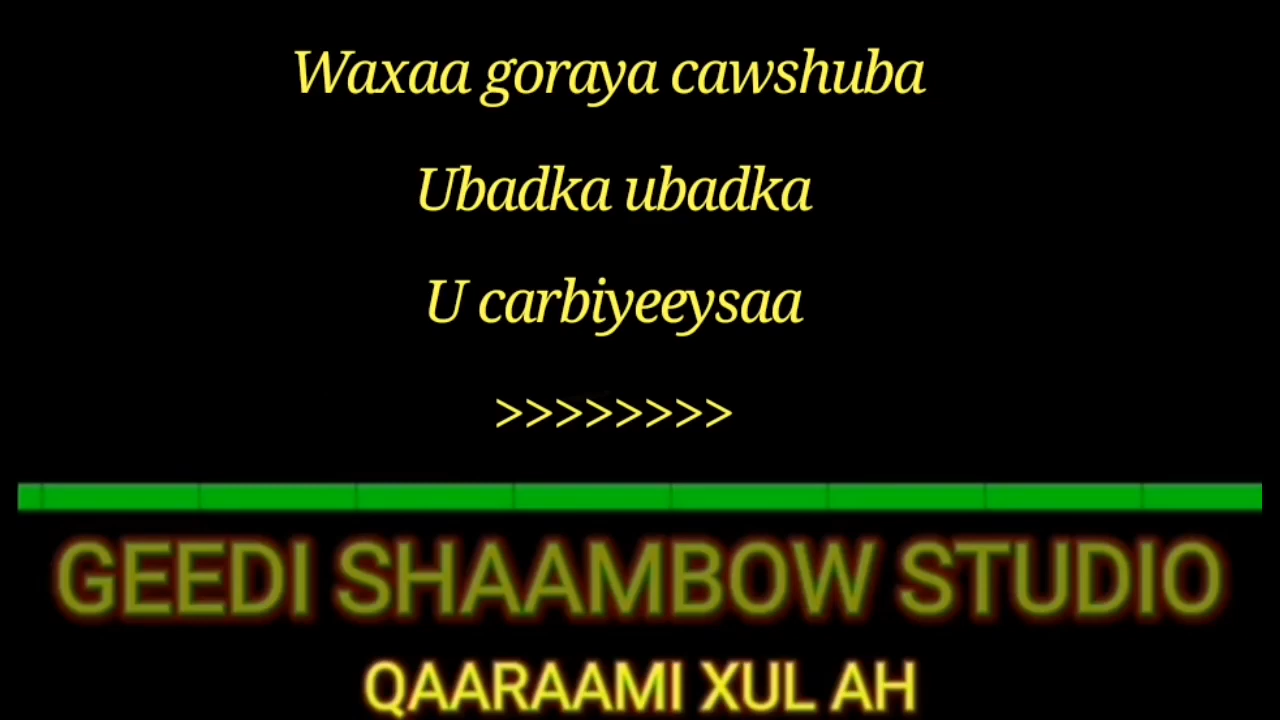 Waxaa goraya cawshuba
Ubadka ubadka
U carbiyeeysaa
>>>>>>>>
GEEDI SHAAMBOW STUDIO
QAARAAMI XUL AH